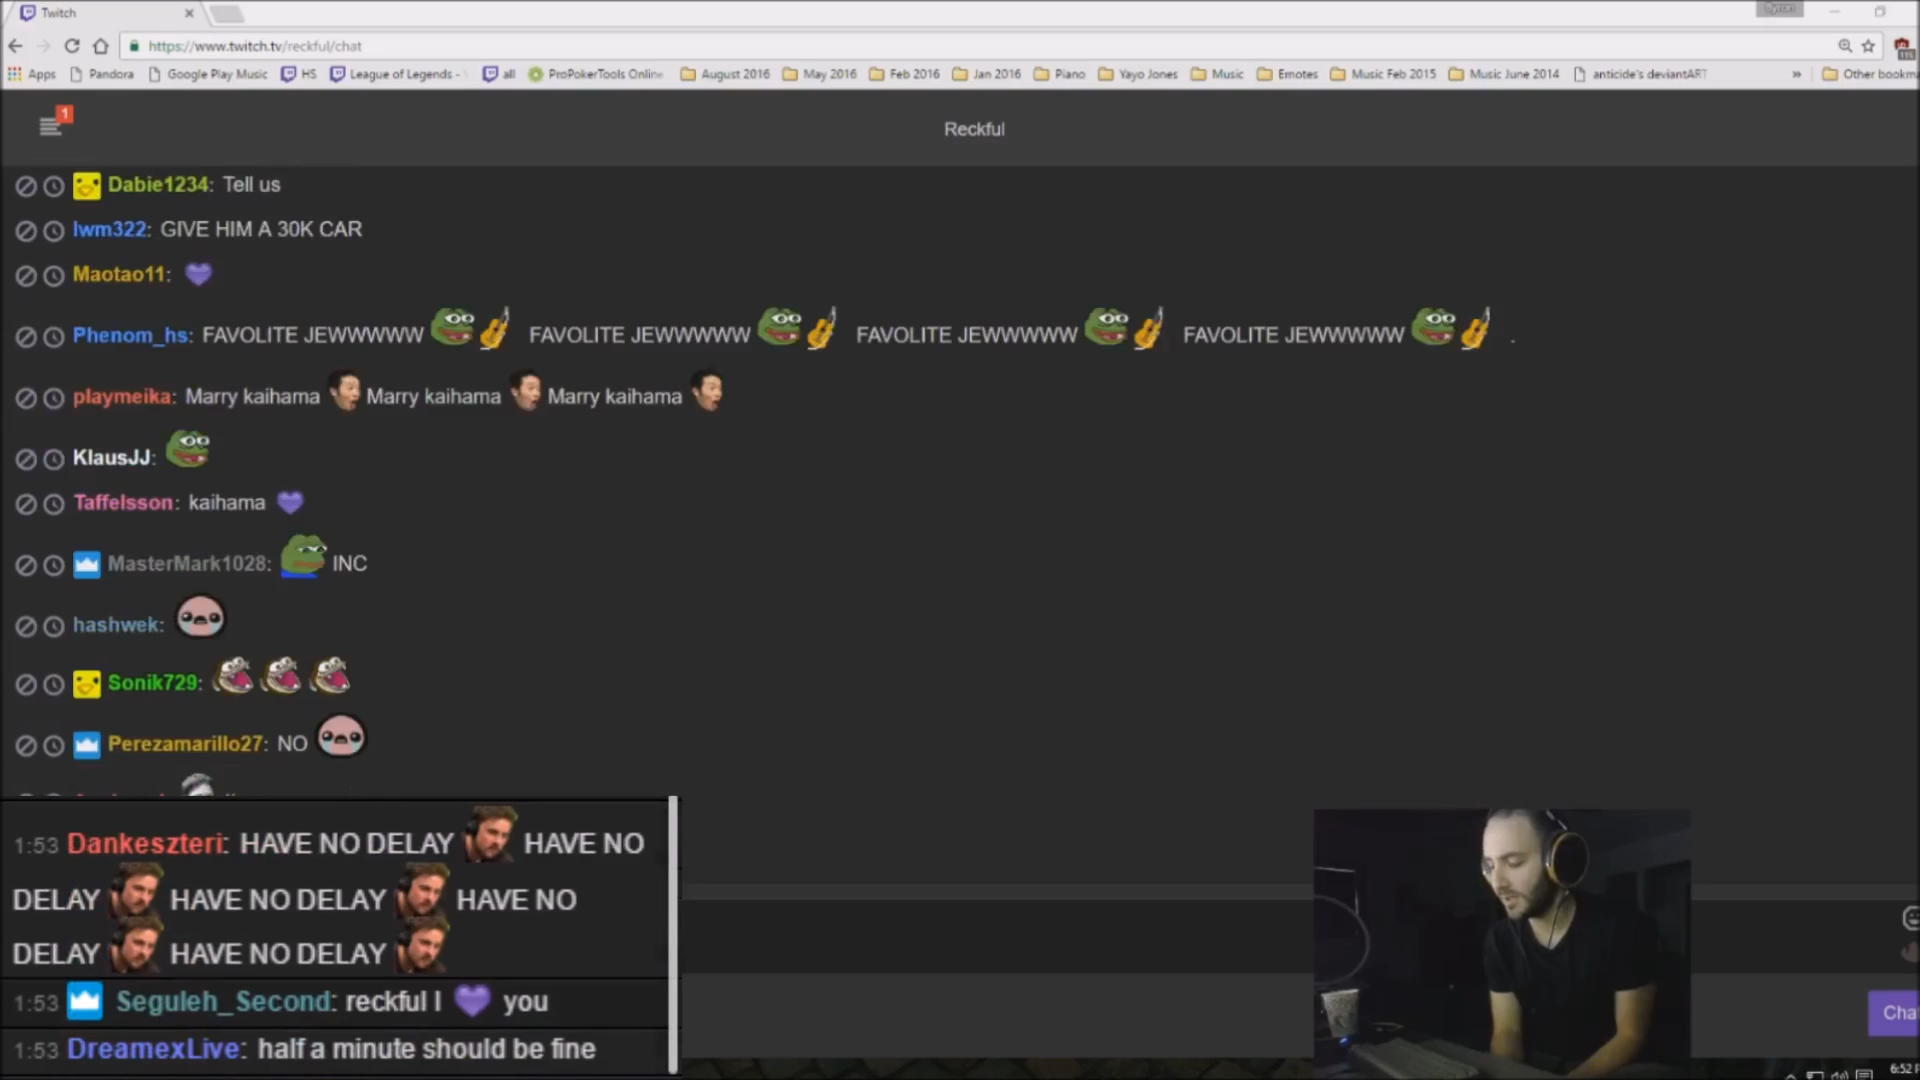 Twitch
Byron
https://www.twitch.tv/reckful/chat
Apps Pandora Google Play Music HS League of Legends - all ProPokerTools Online August 2016 May 2016 Feb 2016 Jan 2016 Piano Yayo Jones Music Emotes Music Feb 2015 Music June 2014 anticide's deviantART » Other bookma
1
Reckful
Dabie1234: Tell us
lwm322: GIVE HIM A 30K CAR
Maotao11:
Phenom_hs: FAVOLITE JEWWWWW FAVOLITE JEWWWWW FAVOLITE JEWWWWW FAVOLITE JEWWWWW .
playmeika: Marry kaihama Marry kaihama Marry kaihama
KlausJJ:
Taffelsson: kaihama
MasterMark1028: INC
hashwek:
Sonik729:
Perezamarillo27: NO
1:53 Dankeszteri: HAVE NO DELAY HAVE NO
DELAY HAVE NO DELAY HAVE NO
DELAY HAVE NO DELAY
1:53 Seguleh_Second: reckful I you
1:53 DreamexLive: half a minute should be fine
Cha
6:52